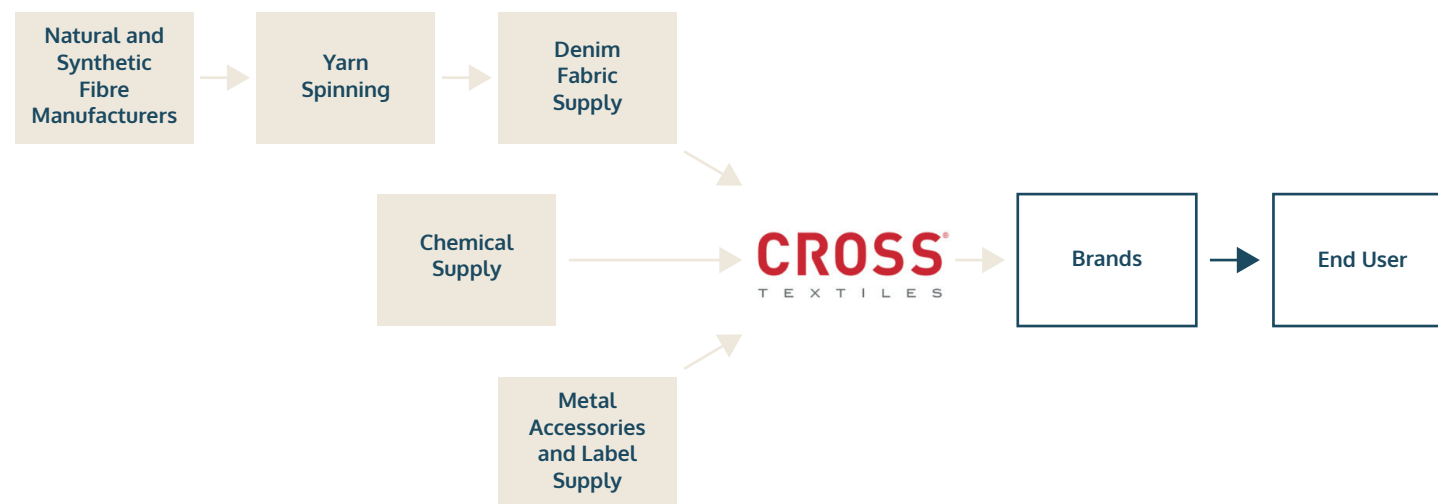 Natural and
Synthetic
Fibre
Manufacturers
Yarn
Spinning
Denim
Fabric
Supply
Chemical
Supply
CROSS®
TEXTILES
Brands
End User
Metal
Accessories
and Label
Supply